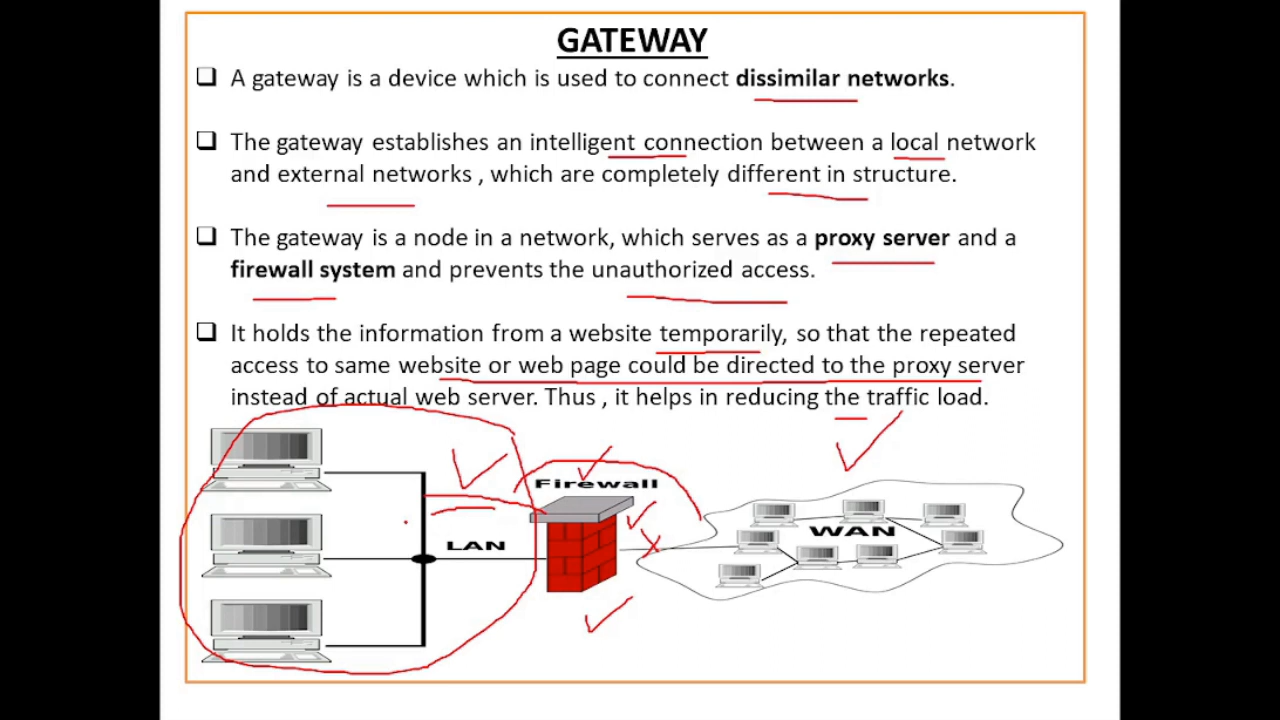 GATEWAY
❑ A gateway is a device which is used to connect dissimilar networks.
❑ The gateway establishes an intelligent connection between a local network
and external networks , which are completely different in structure.
❑ The gateway is a node in a network, which serves as a proxy server and a
firewall system and prevents the unauthorized access.
❑ It holds the information from a website temporarily, so that the repeated
access to same website or web page could be directed to the proxy server
instead of actual web server. Thus , it helps in reducing the traffic load.
Firewall
WAN
LAN